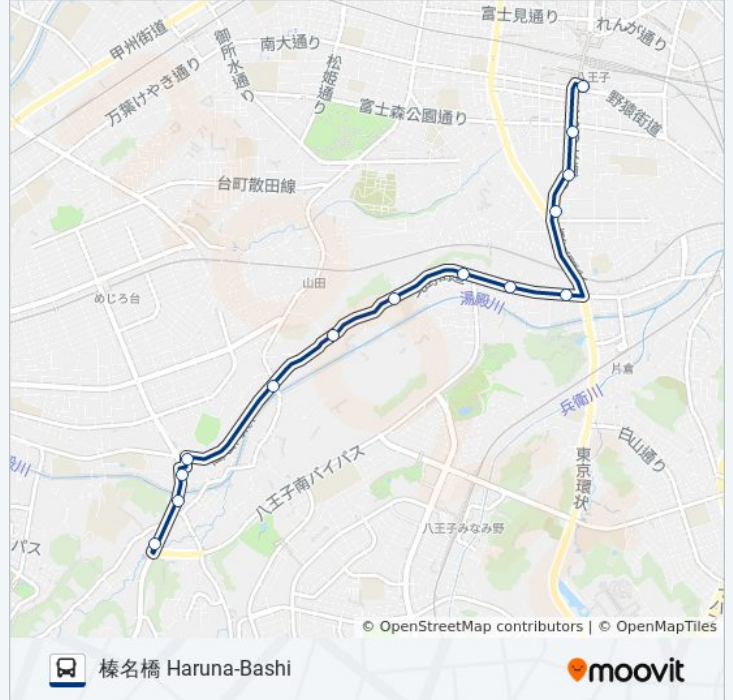 富士見通り
れんが通り
甲州街道
御所水通り
南大通り
松姫通り
八王子
万葉けやき通り
富士森公園通り
野猿街道
台町散田線
山田
めじろ台
湯殿川
片倉
兵衛川
白山通り
殿川
八王子南バイパス
東京環状
八王子みなみ野
パス
© OpenStreetMap contributors | © OpenMapTiles
榛名橋 Haruna-Bashi
moovit